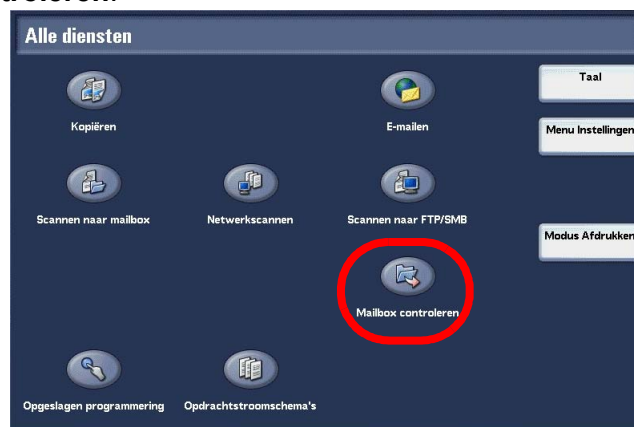 Alle diensten
Taal
Kopiëren
E-mailen
Menu Instellingen
Scannen naar mailbox
Netwerkscannen
Scannen naar FTP/SMB
Modus Afdrukken
Mailbox controleren
Opgeslagen programmering
Opdrachtstroomschema's